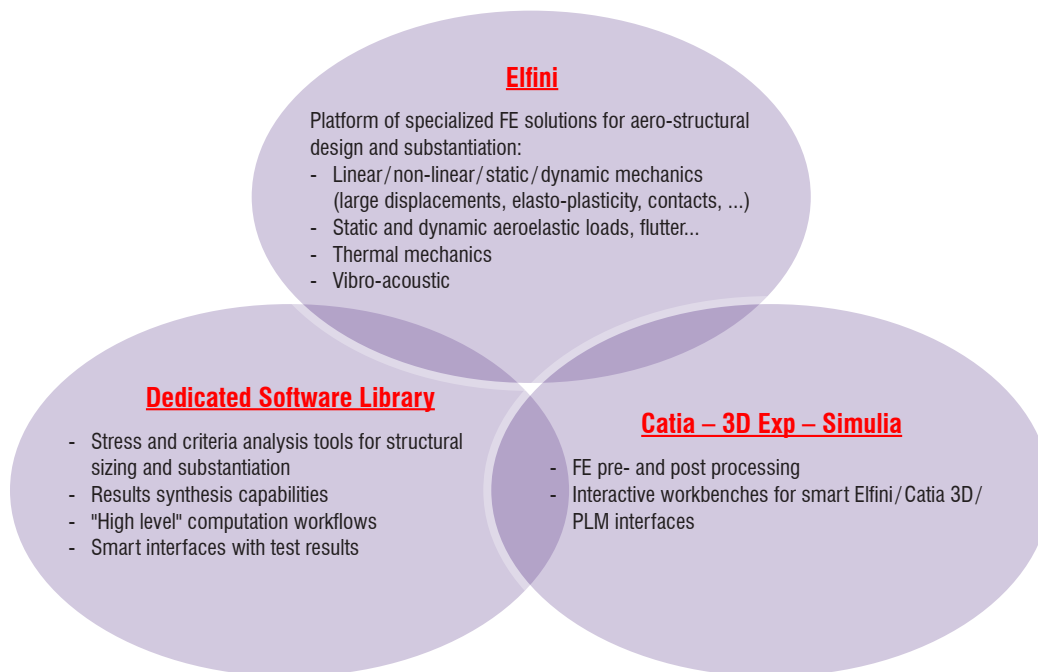 Elfini
Platform of specialized FE solutions for aero-structural
design and substantiation:
- Linear/non-linear/static/dynamic mechanics
(large displacements, elasto-plasticity, contacts, ...)
- Static and dynamic aeroelastic loads, flutter...
- Thermal mechanics
- Vibro-acoustic
Dedicated Software Library
- Stress and criteria analysis tools for structural
sizing and substantiation
- Results synthesis capabilities
- "High level" computation workflows
- Smart interfaces with test results
Catia – 3D Exp – Simulia
- FE pre- and post processing
- Interactive workbenches for smart Elfini/Catia 3D/
PLM interfaces